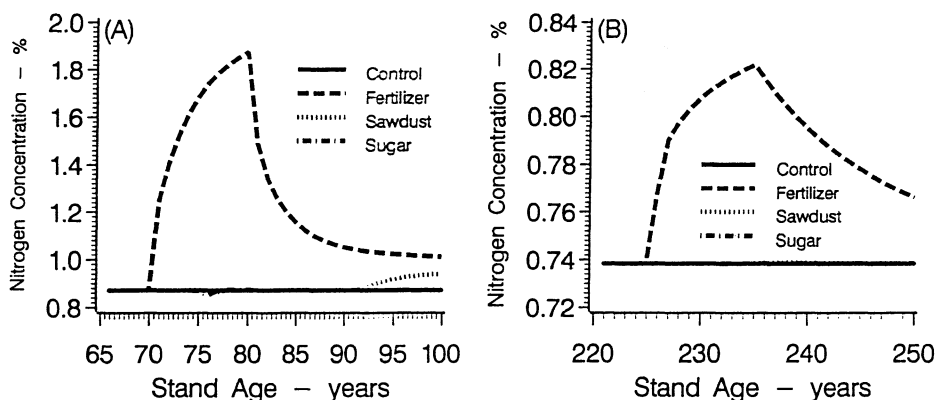 (A)
Nitrogen Concentration – %
2.0
1.8
1.6
1.4
1.2
1.0
0.8
Control
Fertilizer
Sawdust
Sugar
65 70 75 80 85 90 95 100
Stand Age – years
(B)
Nitrogen Concentration – %
0.84
0.82
0.80
0.78
0.76
0.74
0.72
Control
Fertilizer
Sawdust
Sugar
220 230 240 250
Stand Age – years